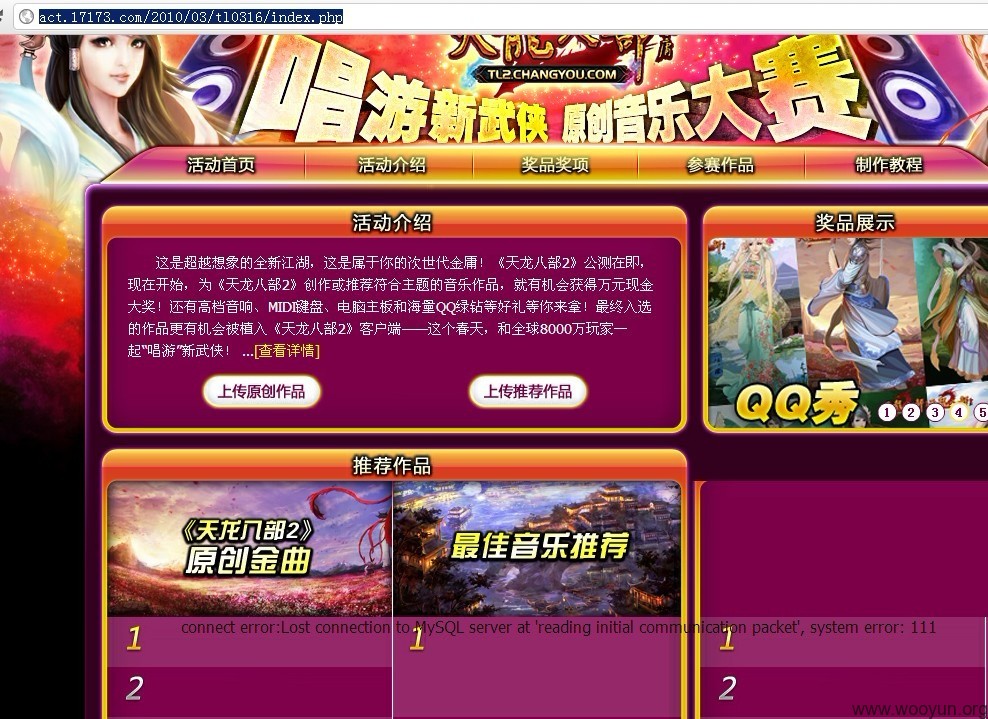 act.17173.com/2010/03/tl0316/index.php
TL2.CHANGYOU.COM
唱游新武侠 原创音乐大赛
活动首页 活动介绍 奖品奖项 参赛作品 制作教程
活动介绍
这是超越想象的全新江湖，这是属于你的次世代金庸！《天龙八部2》公测在即，
现在开始，为《天龙八部2》创作或推荐符合主题的音乐作品，就有机会获得万元现金
大奖！还有高档音响、MIDI键盘、电脑主板和海量QQ绿钻等好礼等你来拿！最终入选
的作品更有机会被植入《天龙八部2》客户端——这个春天，和全球8000万玩家一
起“唱游”新武侠！ ...[查看详情]
上传原创作品 上传推荐作品
奖品展示
QQ秀
1 2 3 4 5
推荐作品
《天龙八部2》
原创金曲
最佳音乐推荐
connect error:Lost connection to MySQL server at 'reading initial communication packet', system error: 111
1 1 1
2 2
www.wooyun.org